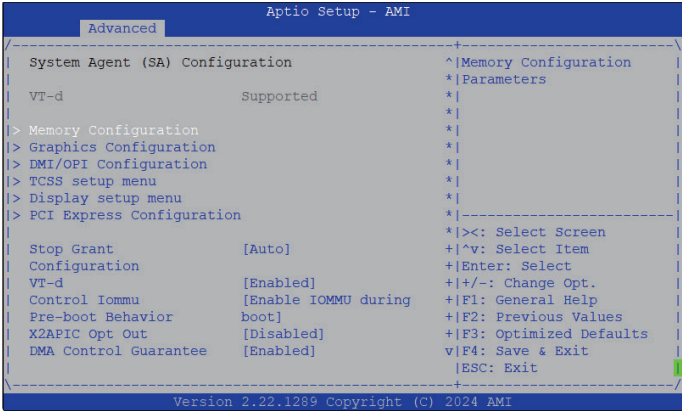 Aptio Setup - AMI
Advanced
/------------------------------------------------------+--------------------------\
| System Agent (SA) Configuration ^|Memory Configuration |
| *|Parameters |
| VT-d Supported *| |
| *| |
|> Memory Configuration *| |
|> Graphics Configuration *| |
|> DMI/OPI Configuration *| |
|> TCSS setup menu *| |
|> Display setup menu *| |
|> PCI Express Configuration *|--------------------------|
| *|><: Select Screen |
| Stop Grant [Auto] +|^v: Select Item |
| Configuration +|Enter: Select |
| VT-d [Enabled] +|+/-: Change Opt. |
| Control Iommu [Enable IOMMU during +|F1: General Help |
| Pre-boot Behavior boot] +|F2: Previous Values |
| X2APIC Opt Out [Disabled] +|F3: Optimized Defaults |
| DMA Control Guarantee [Enabled] v|F4: Save & Exit |
| |ESC: Exit |
\------------------------------------------------------+--------------------------/
Version 2.22.1289 Copyright (C) 2024 AMI